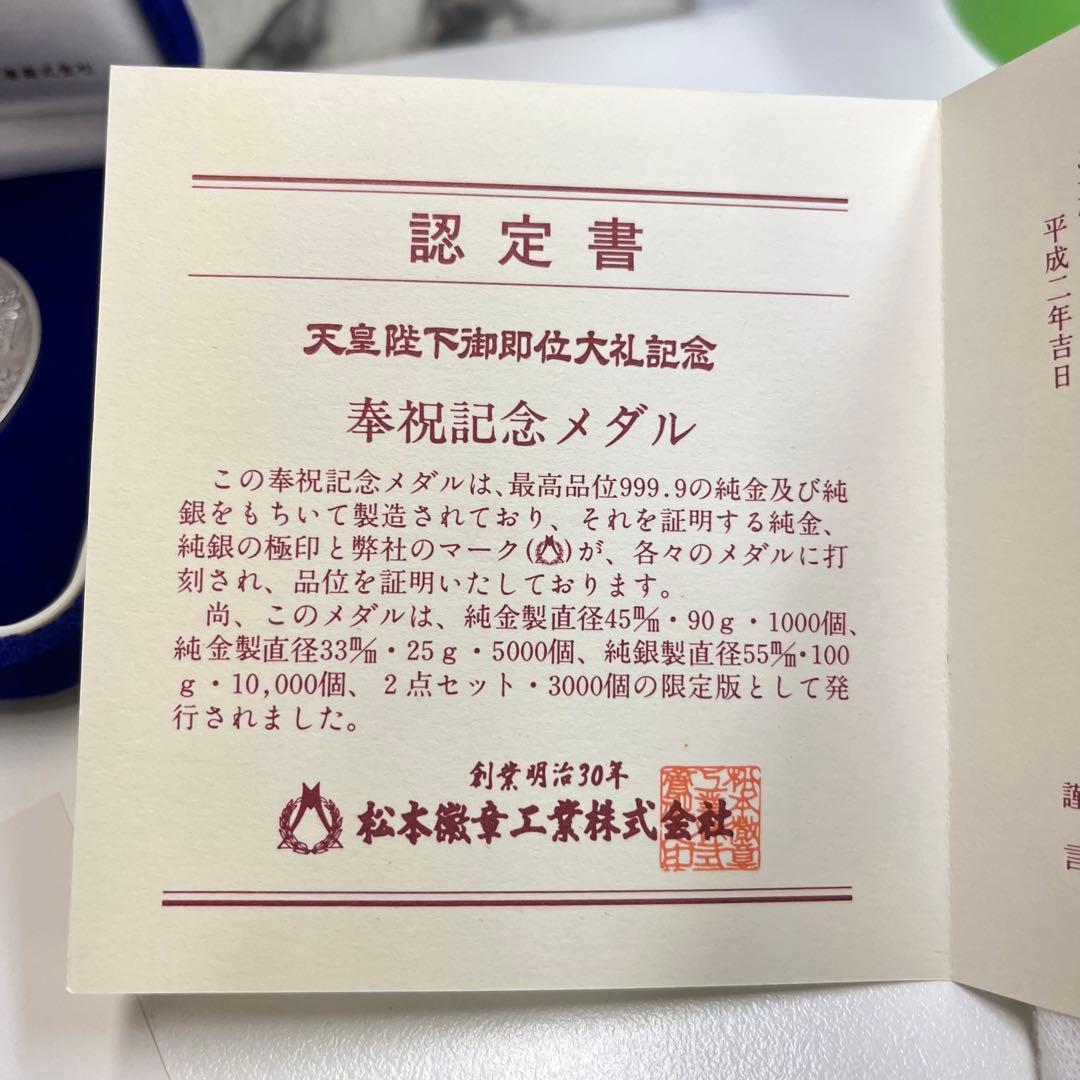 認定書
天皇陛下御即位大礼記念
奉祝記念メダル
この奉祝記念メダルは、最高品位999.9の純金及び純
銀をもちいて製造されており、それを証明する純金、
純銀の極印と弊社のマーク()が、各々のメダルに打
刻され、品位を証明いたしております。
尚、このメダルは、純金製直径45㎜・90g・1000個、
純金製直径33㎜・25g・5000個、純銀製直径55㎜・100
g・10,000個、2点セット・3000個の限定版として発
行されました。
創業明治30年
松本徽章工業株式会社
平成二年吉日
謹言
章株式会社